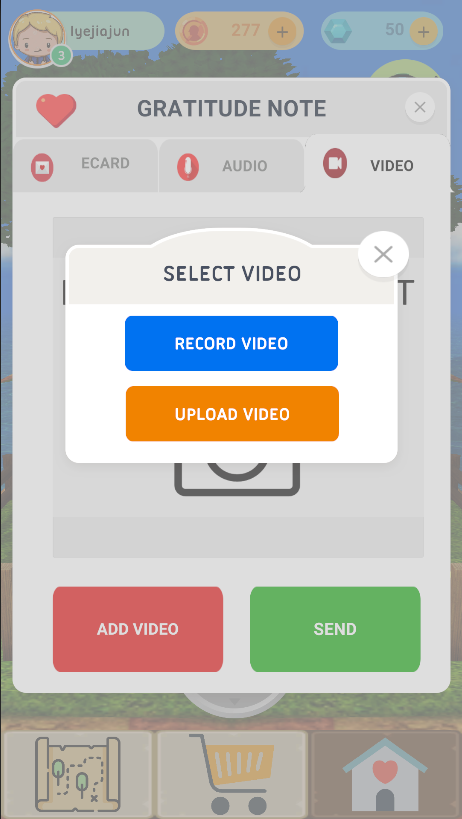 lyejiajun
277 +
50 +
3
GRATITUDE NOTE
ECARD
AUDIO
VIDEO
SELECT VIDEO
RECORD VIDEO
UPLOAD VIDEO
ADD VIDEO
SEND